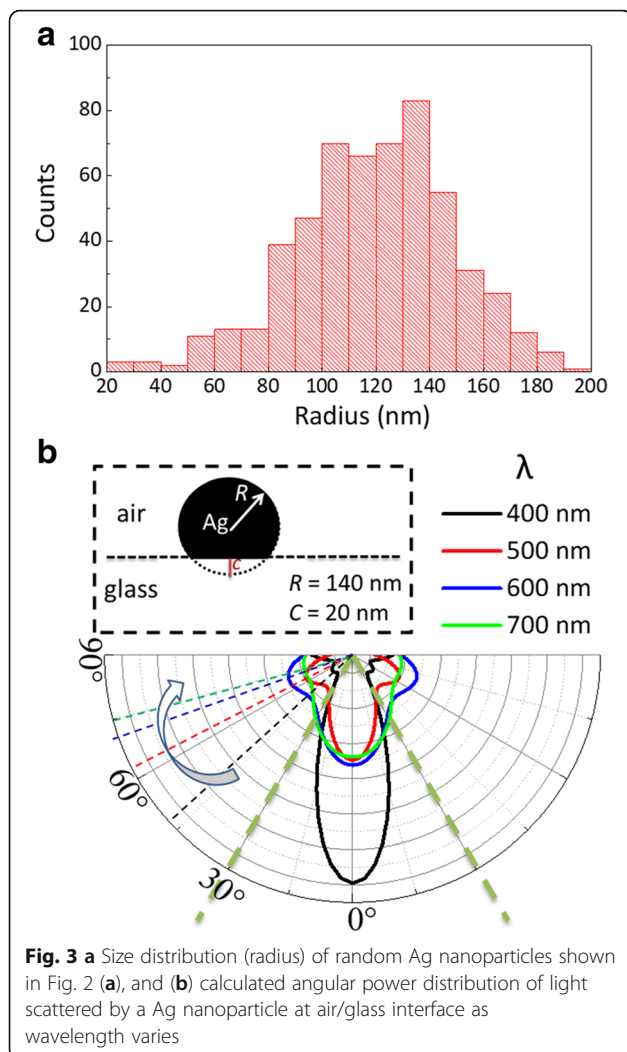 a
100
80
60
40
20
0
Counts
20 40 60 80 100 120 140 160 180 200
Radius (nm)
b
air
R
Ag
c
glass
R = 140 nm
C = 20 nm
λ
400 nm
500 nm
600 nm
700 nm
90°
60°
30°
0°
Fig. 3 a Size distribution (radius) of random Ag nanoparticles shown
in Fig. 2 (a), and (b) calculated angular power distribution of light
scattered by a Ag nanoparticle at air/glass interface as
wavelength varies